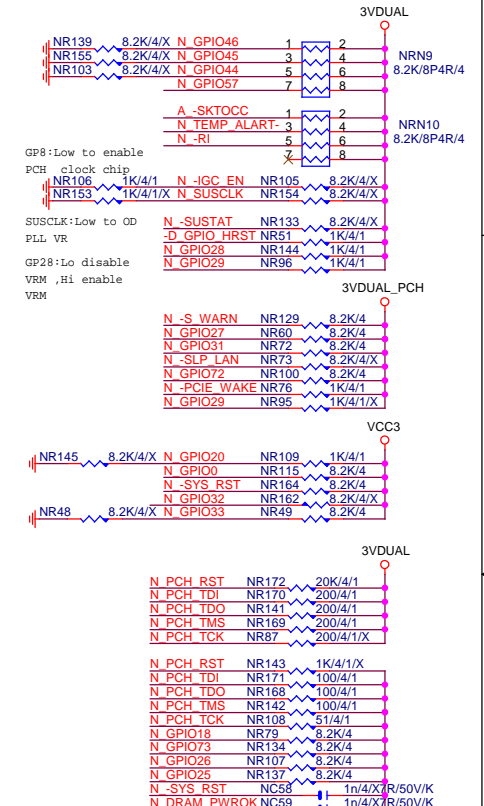 3VDUAL
NR139 8.2K/4/X N_GPIO46 1 2
NR155 8.2K/4/X N_GPIO45 3 4 NRN9
NR103 8.2K/4/X N_GPIO44 5 6 8.2K/8P4R/4
N_GPIO57 7 8
A_-SKTOCC 1 2
N_TEMP_ALART- 3 4 NRN10
N_-RI 5 6 8.2K/8P4R/4
7 8
GP8:Low to enable
PCH clock chip
NR106 1K/4/1 N_-IGC_EN NR105 8.2K/4/X
NR153 1K/4/1/X N_SUSCLK NR154 8.2K/4/X
SUSCLK:Low to OD
PLL VR
N_-SUSTAT NR133 8.2K/4/X
-D_GPIO_HRST NR51 1K/4/1
N_GPIO28 NR144 1K/4/1
N_GPIO29 NR96 1K/4/1
GP28:Lo disable
VRM ,Hi enable
VRM
3VDUAL_PCH
N_-S_WARN NR129 8.2K/4
N_GPIO27 NR60 8.2K/4
N_GPIO31 NR72 8.2K/4
N_-SLP_LAN NR73 8.2K/4/X
N_GPIO72 NR100 8.2K/4
N_-PCIE_WAKE NR76 1K/4/1
N_GPIO29 NR95 1K/4/1/X
VCC3
NR145 8.2K/4/X N_GPIO20 NR109 1K/4/1
N_GPIO0 NR115 8.2K/4
N_-SYS_RST NR164 8.2K/4
N_GPIO32 NR162 8.2K/4/X
NR48 8.2K/4/X N_GPIO33 NR49 8.2K/4
3VDUAL
N_PCH_RST NR172 20K/4/1
N_PCH_TDI NR170 200/4/1
N_PCH_TDO NR141 200/4/1
N_PCH_TMS NR169 200/4/1
N_PCH_TCK NR87 200/4/1/X
N_PCH_RST NR143 1K/4/1/X
N_PCH_TDI NR171 100/4/1
N_PCH_TDO NR168 100/4/1
N_PCH_TMS NR142 100/4/1
N_PCH_TCK NR108 51/4/1
N_GPIO18 NR79 8.2K/4
N_GPIO73 NR134 8.2K/4
N_GPIO26 NR107 8.2K/4
N_GPIO25 NR137 8.2K/4
N_-SYS_RST NC58 1n/4/X7R/50V/K
N_DRAM_PWROK NC59 1n/4/X7R/50V/K